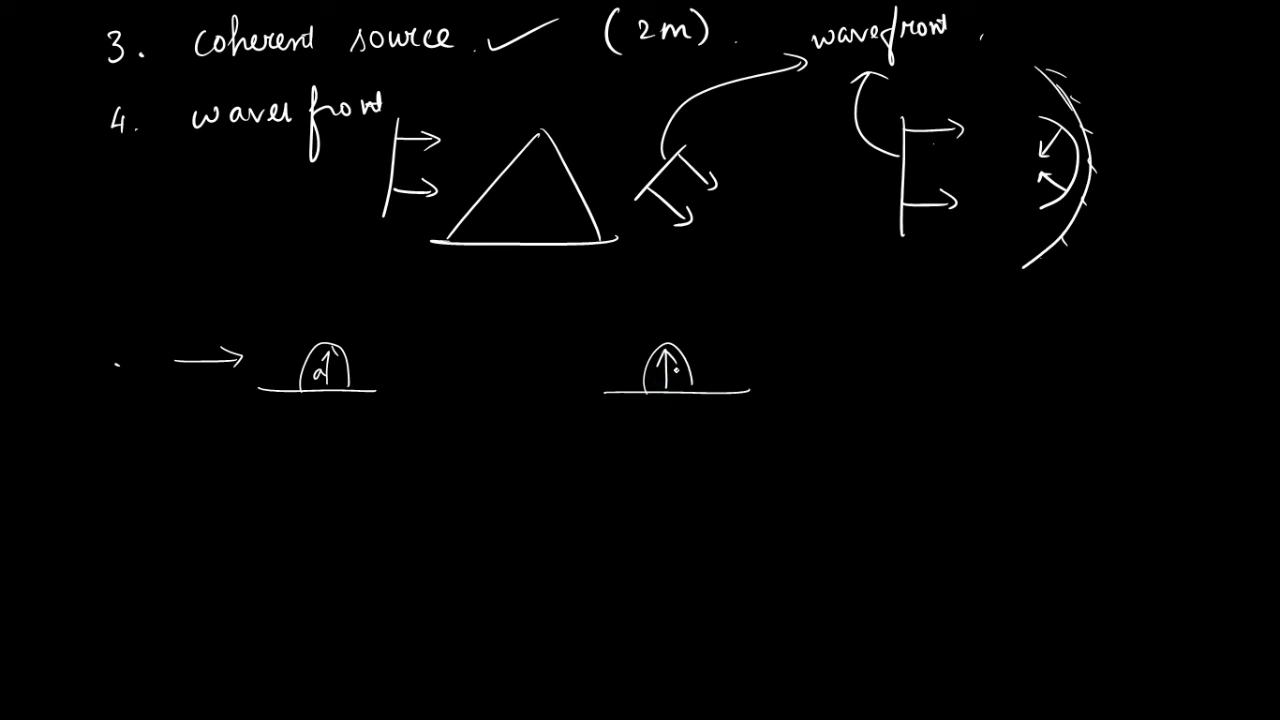 3. coherent source. (2m).
wavefront.
4. wavefront
a